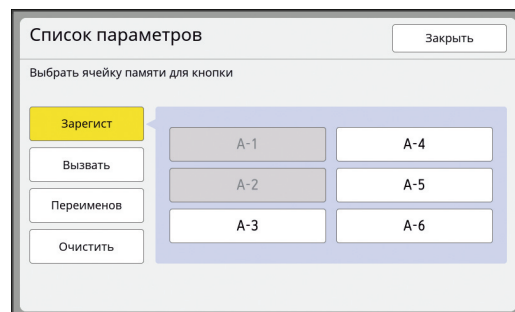 Список параметров
Закрыть
Выбрать ячейку памяти для кнопки
Зарегист
Вызвать
Переименов
Очистить
A-1
A-4
A-2
A-5
A-3
A-6